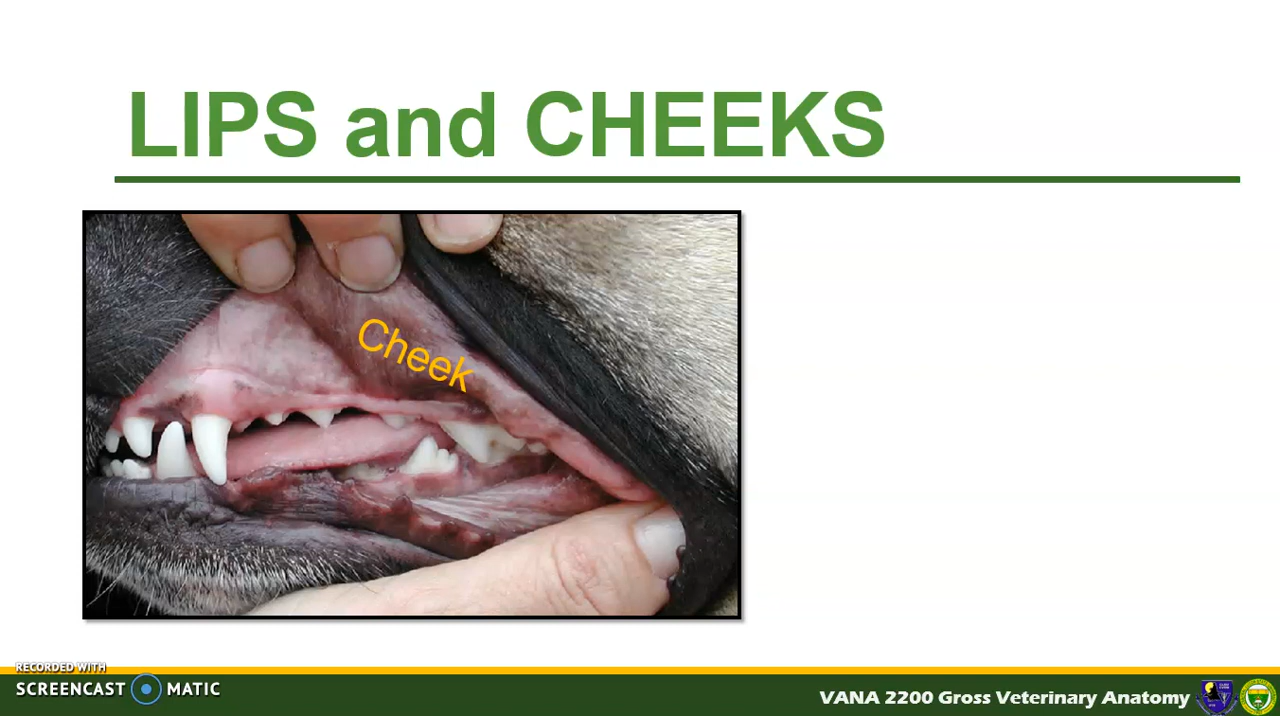 LIPS and CHEEKS
Cheek
RECORDED WITH
SCREENCAST MATIC
VANA 2200 Gross Veterinary Anatomy